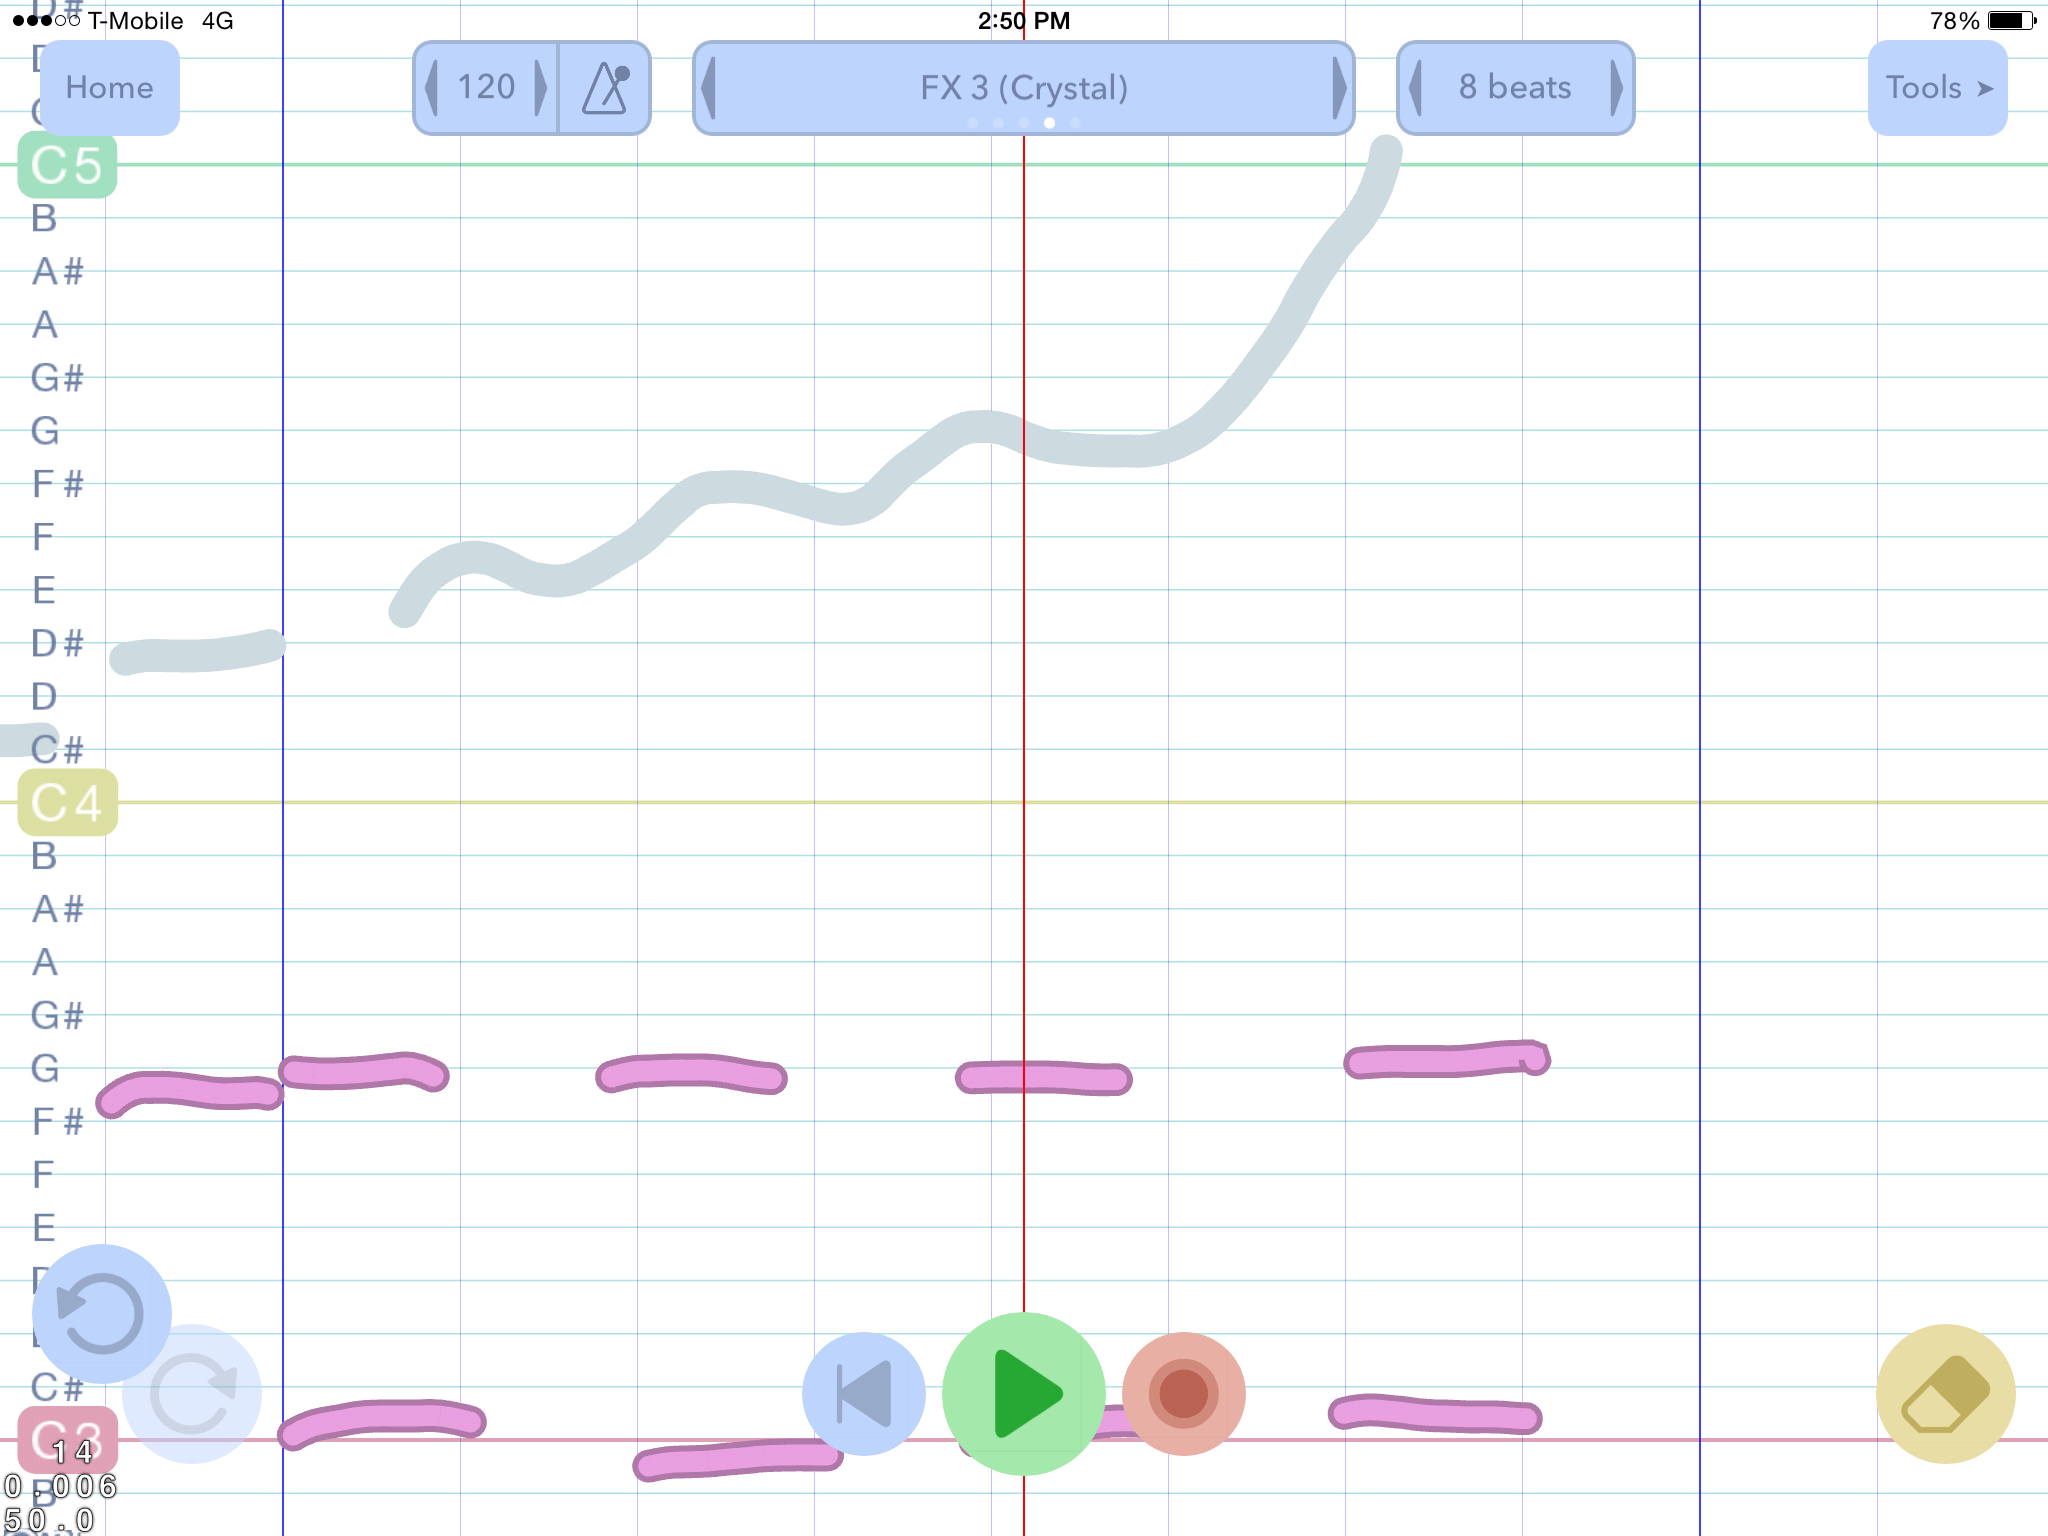 T-Mobile 4G 2:50 PM 78%
D#
Home 120 FX 3 (Crystal) 8 beats Tools
C5
B
A#
A
G#
G
F#
F
E
D#
D
C#
C4
B
A#
A
G#
G
F#
F
E
C#
C3
14
0.006
B
50.0